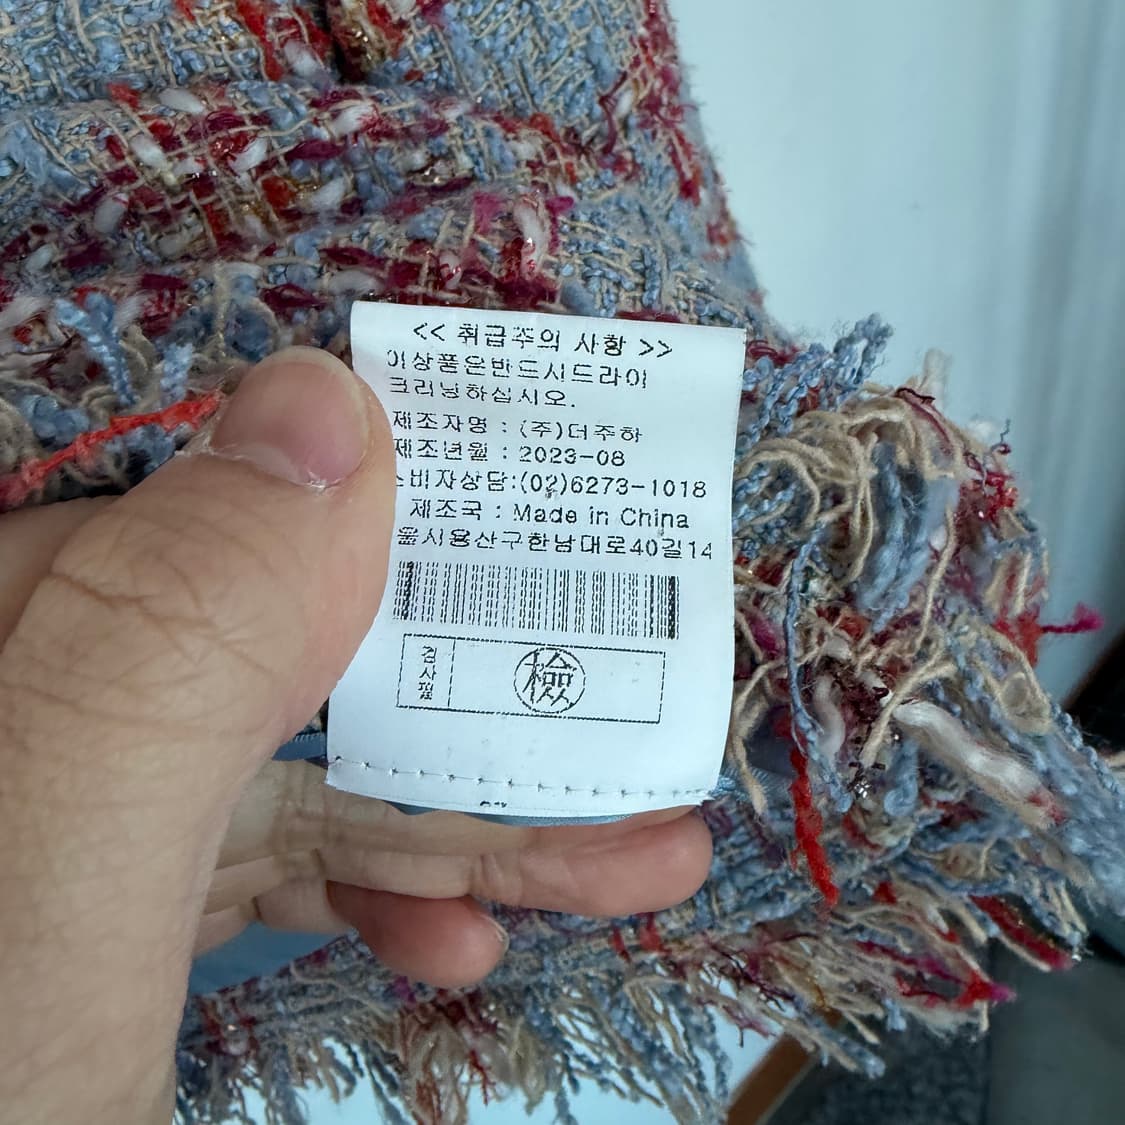 << 취급주의 사항 >>
이상품은반드시드라이
크리닝하십시오.
제조자명 : (주)더주하
제조년월 : 2023-08
비자상담:(02)6273-1018
제조국 : Made in China
울시용산구한남대로40길14
검사필
檢